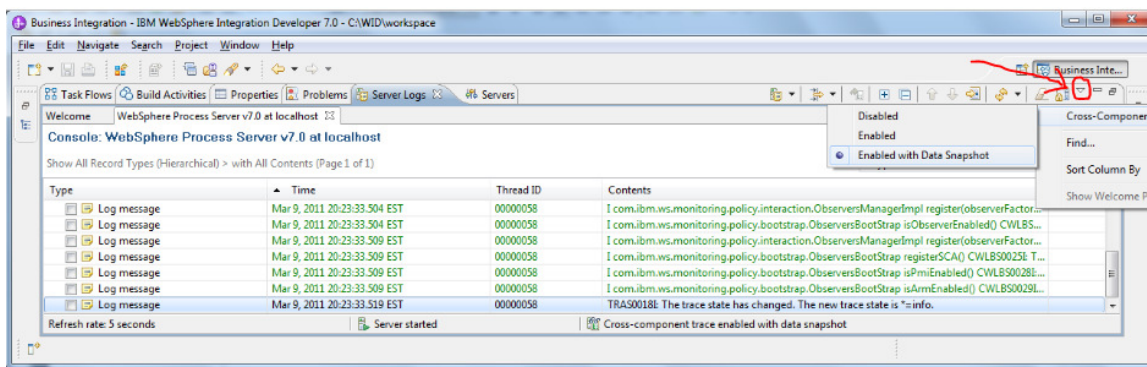 Business Integration - IBM WebSphere Integration Developer 7.0 - C:\WID\workspace
File Edit Navigate Search Project Window Help
Business Inte...
Task Flows Build Activities Properties Problems Server Logs Servers
Welcome WebSphere Process Server v7.0 at localhost
Disabled Cross-Componen
Console: WebSphere Process Server v7.0 at localhost
Enabled Find...
Show All Record Types (Hierarchical) > with All Contents (Page 1 of 1)
Enabled with Data Snapshot Sort Column By
Type Time Thread ID Contents Show Welcome P
Log message Mar 9, 2011 20:23:33.504 EST 00000058 I com.ibm.ws.monitoring.policy.interaction.ObserversManagerImpl register(observerFactor...
Log message Mar 9, 2011 20:23:33.504 EST 00000058 I com.ibm.ws.monitoring.policy.bootstrap.ObserversBootStrap isObserverEnabled() CWLBS...
Log message Mar 9, 2011 20:23:33.509 EST 00000058 I com.ibm.ws.monitoring.policy.interaction.ObserversManagerImpl register(observerFactor...
Log message Mar 9, 2011 20:23:33.509 EST 00000058 I com.ibm.ws.monitoring.policy.bootstrap.ObserversBootStrap registerSCA() CWLBS0025I: T...
Log message Mar 9, 2011 20:23:33.509 EST 00000058 I com.ibm.ws.monitoring.policy.bootstrap.ObserversBootStrap isPmiEnabled() CWLBS0028I:...
Log message Mar 9, 2011 20:23:33.509 EST 00000058 I com.ibm.ws.monitoring.policy.bootstrap.ObserversBootStrap isArmEnabled() CWLBS0029I...
Log message Mar 9, 2011 20:23:33.519 EST 00000058 TRAS0018I: The trace state has changed. The new trace state is *=info.
Refresh rate: 5 seconds Server started Cross-component trace enabled with data snapshot